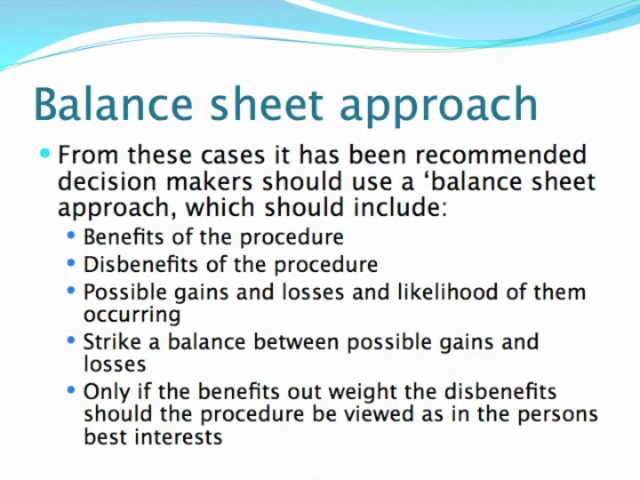 Balance sheet approach
• From these cases it has been recommended
decision makers should use a ‘balance sheet
approach, which should include:
• Benefits of the procedure
• Disbenefits of the procedure
• Possible gains and losses and likelihood of them
occurring
• Strike a balance between possible gains and
losses
• Only if the benefits out weight the disbenefits
should the procedure be viewed as in the persons
best interests